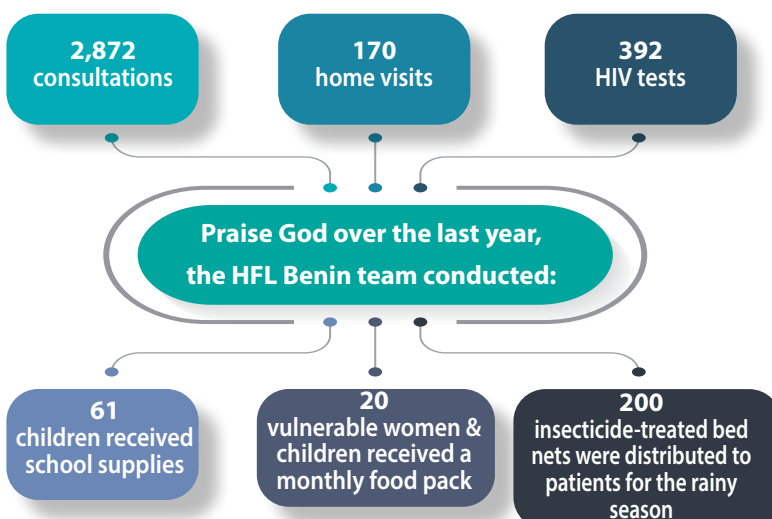 2,872
consultations
170
home visits
392
HIV tests
Praise God over the last year,
the HFL Benin team conducted:
61
children received
school supplies
20
vulnerable women &
children received a
monthly food pack
200
insecticide-treated bed
nets were distributed to
patients for the rainy
season